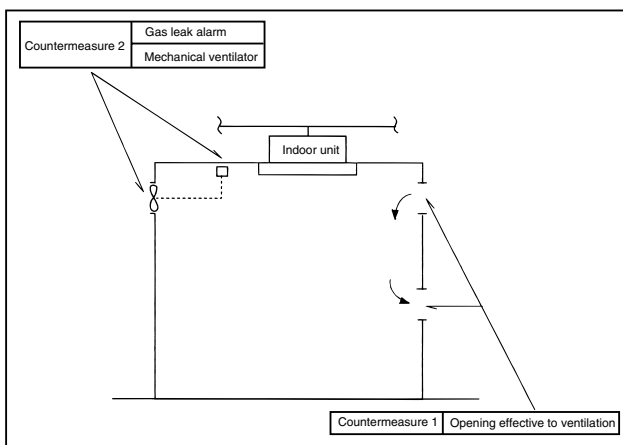 Countermeasure 2
Gas leak alarm
Mechanical ventilator
Indoor unit
Countermeasure 1
Opening effective to ventilation